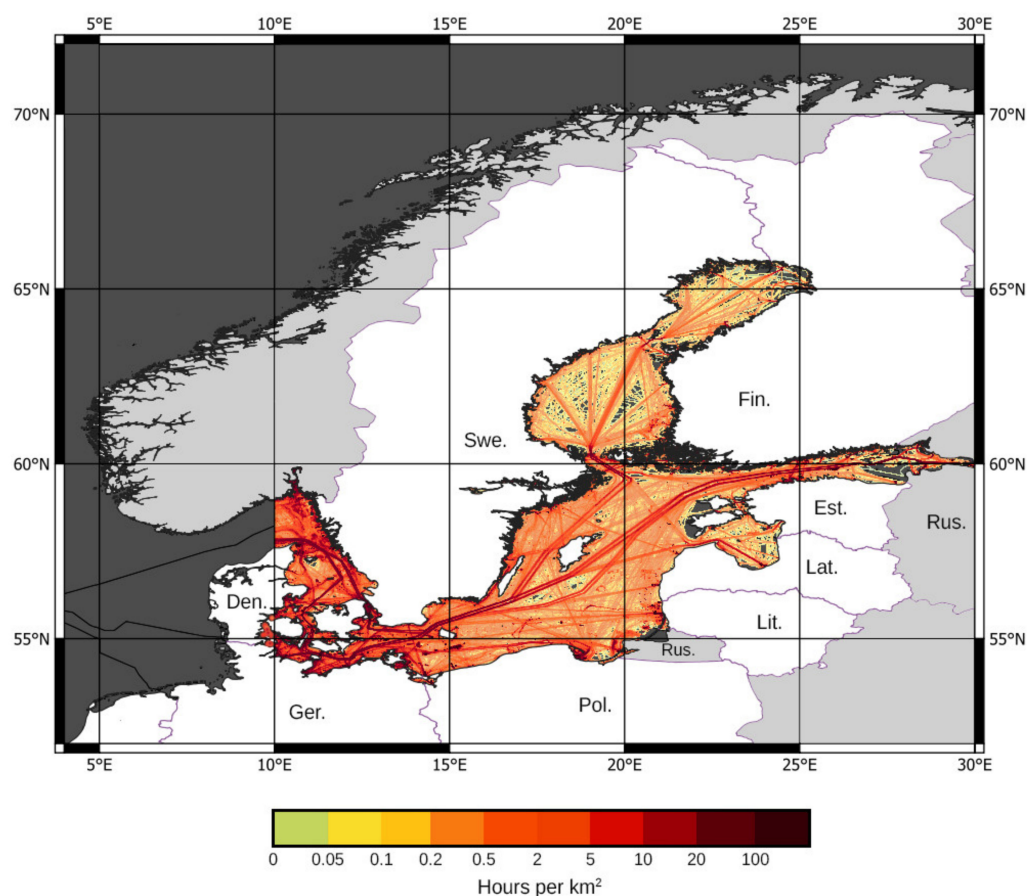 5°E 10°E 15°E 20°E 25°E 30°E
70°N 70°N
65°N 65°N
Fin.
Swe.
60°N 60°N
Est.
Rus.
Lat.
Den.
Lit.
55°N 55°N
Rus.
Pol.
Ger.
5°E 10°E 15°E 20°E 25°E 30°E
0 0.05 0.1 0.2 0.5 2 5 10 20 100
Hours per km²